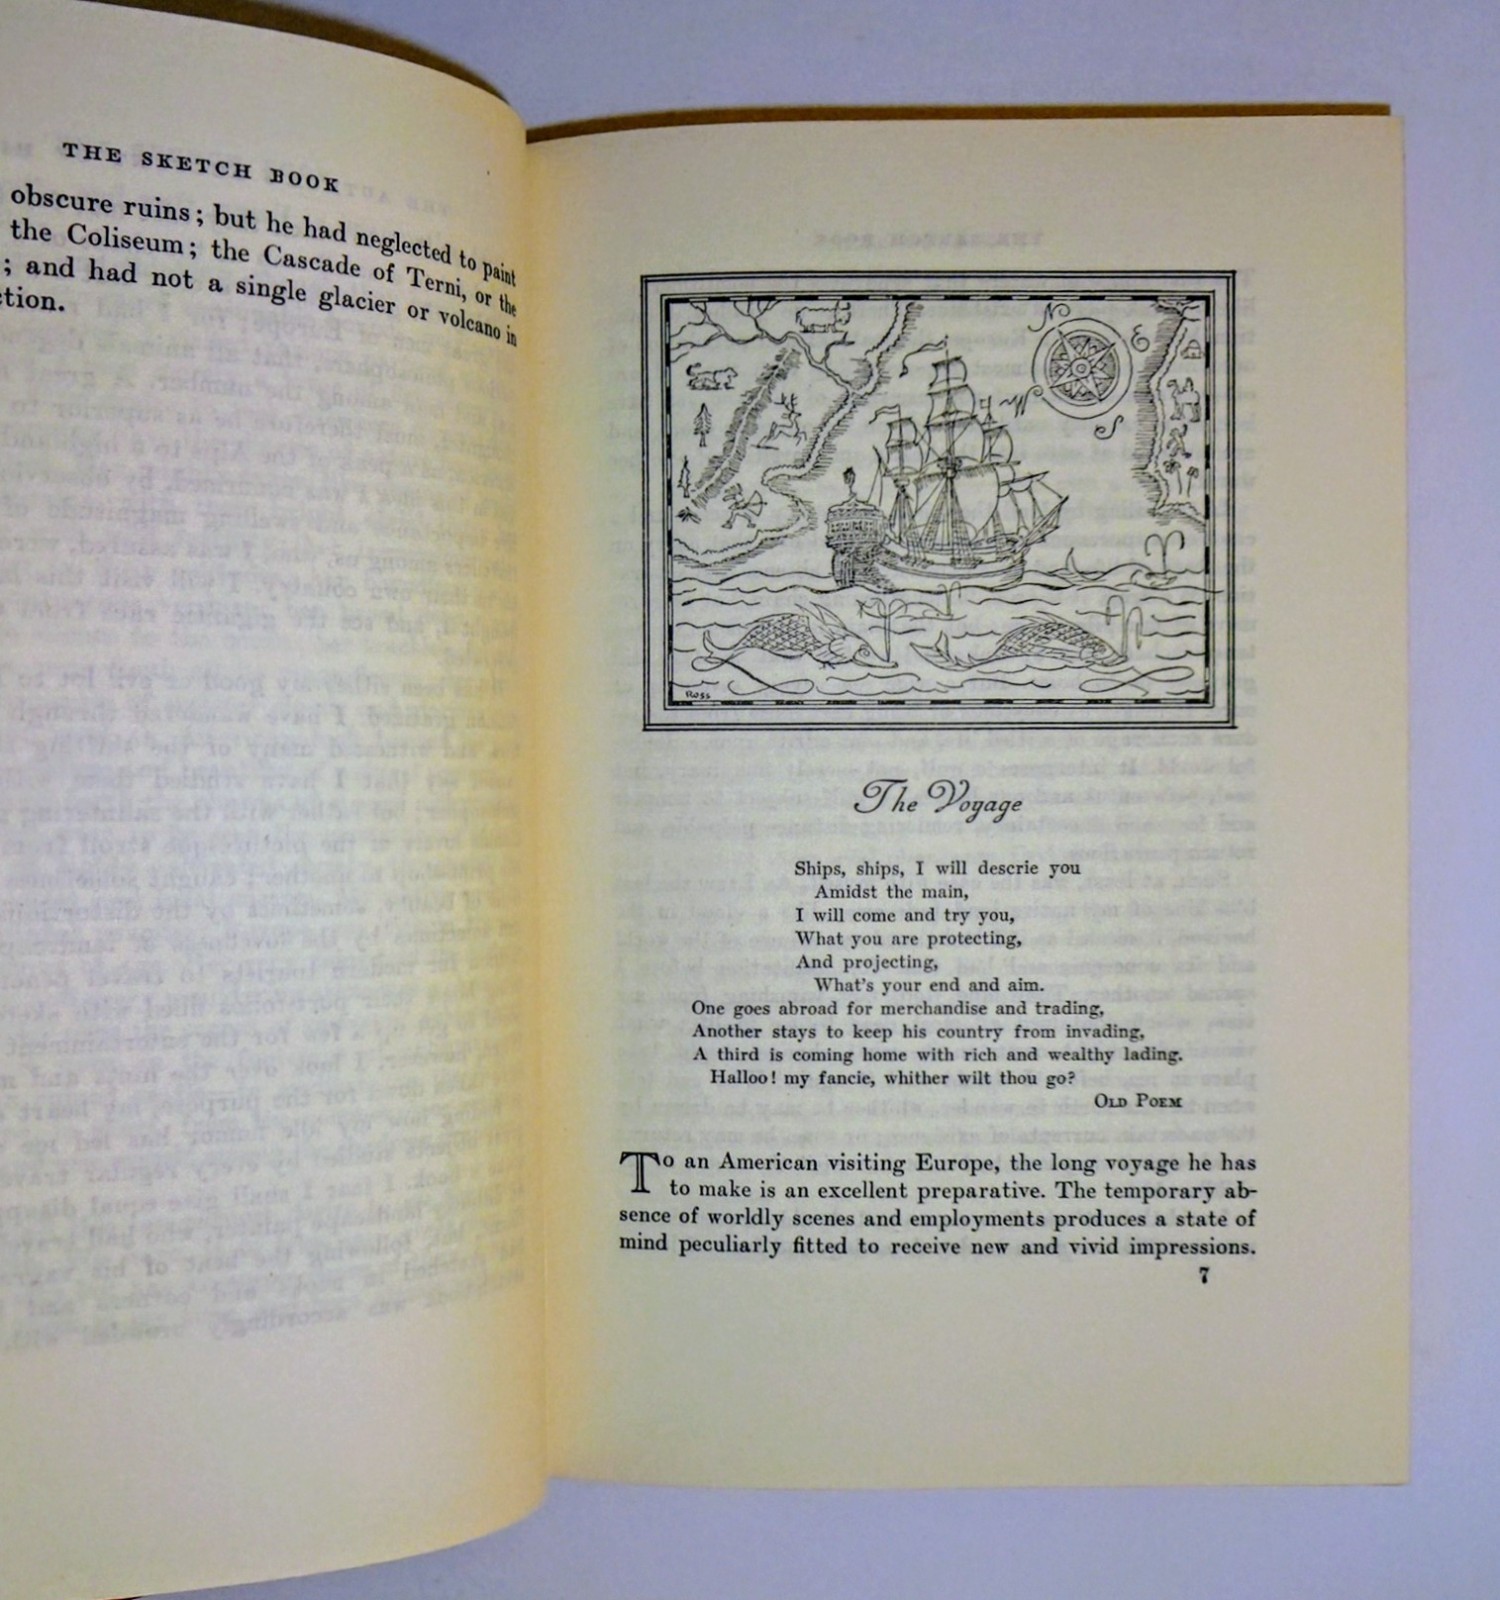 THE SKETCH BOOK
obscure ruins; but he had neglected to paint
the Coliseum; the Cascade of Terni, or the
; and had not a single glacier or volcano in
ction.
N
E
W
S
Ross
The Voyage
Ships, ships, I will descrie you
Amidst the main,
I will come and try you,
What you are protecting,
And projecting,
What's your end and aim.
One goes abroad for merchandise and trading,
Another stays to keep his country from invading,
A third is coming home with rich and wealthy lading.
Halloo! my fancie, whither wilt thou go?
OLD POEM
To an American visiting Europe, the long voyage he has
to make is an excellent preparative. The temporary ab-
sence of worldly scenes and employments produces a state of
mind peculiarly fitted to receive new and vivid impressions.
7